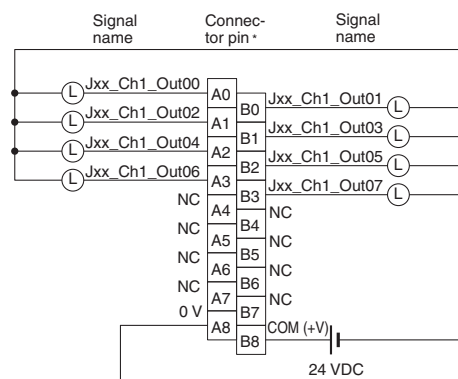 Signal name
Connec-tor pin *
Signal name
Jxx_Ch1_Out00
A0
B0
Jxx_Ch1_Out01
L
L
Jxx_Ch1_Out02
A1
B1
Jxx_Ch1_Out03
L
L
Jxx_Ch1_Out04
A2
B2
Jxx_Ch1_Out05
L
L
Jxx_Ch1_Out06
A3
B3
Jxx_Ch1_Out07
L
L
NC
A4
B4
NC
NC
A5
B5
NC
NC
A6
B6
NC
NC
A7
B7
NC
0 V
A8
B8
COM (+V)
24 VDC